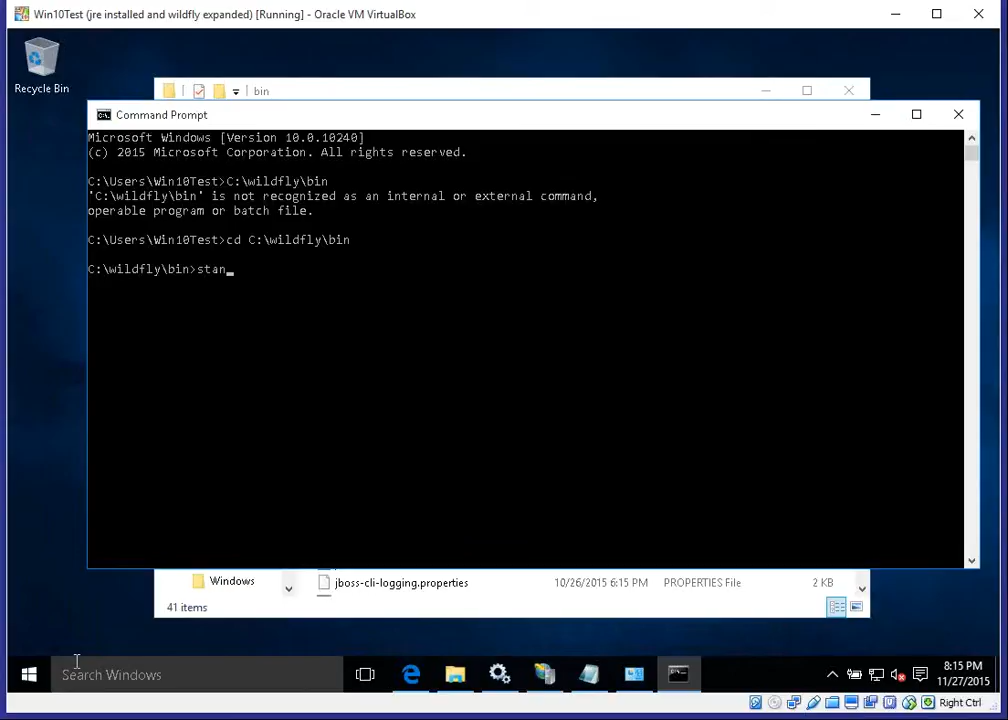 Win10Test (jre installed and wildfly expanded) [Running] - Oracle VM VirtualBox
Recycle Bin
bin
Command Prompt
Microsoft Windows [Version 10.0.10240]
(c) 2015 Microsoft Corporation. All rights reserved.
C:\Users\Win10Test>C:\wildfly\bin
'C:\wildfly\bin' is not recognized as an internal or external command,
operable program or batch file.
C:\Users\Win10Test>cd C:\wildfly\bin
C:\wildfly\bin>stan_
Windows jboss-cli-logging.properties 10/26/2015 6:15 PM PROPERTIES File 2 KB
41 items
Search Windows
8:15 PM
11/27/2015
Right Ctrl